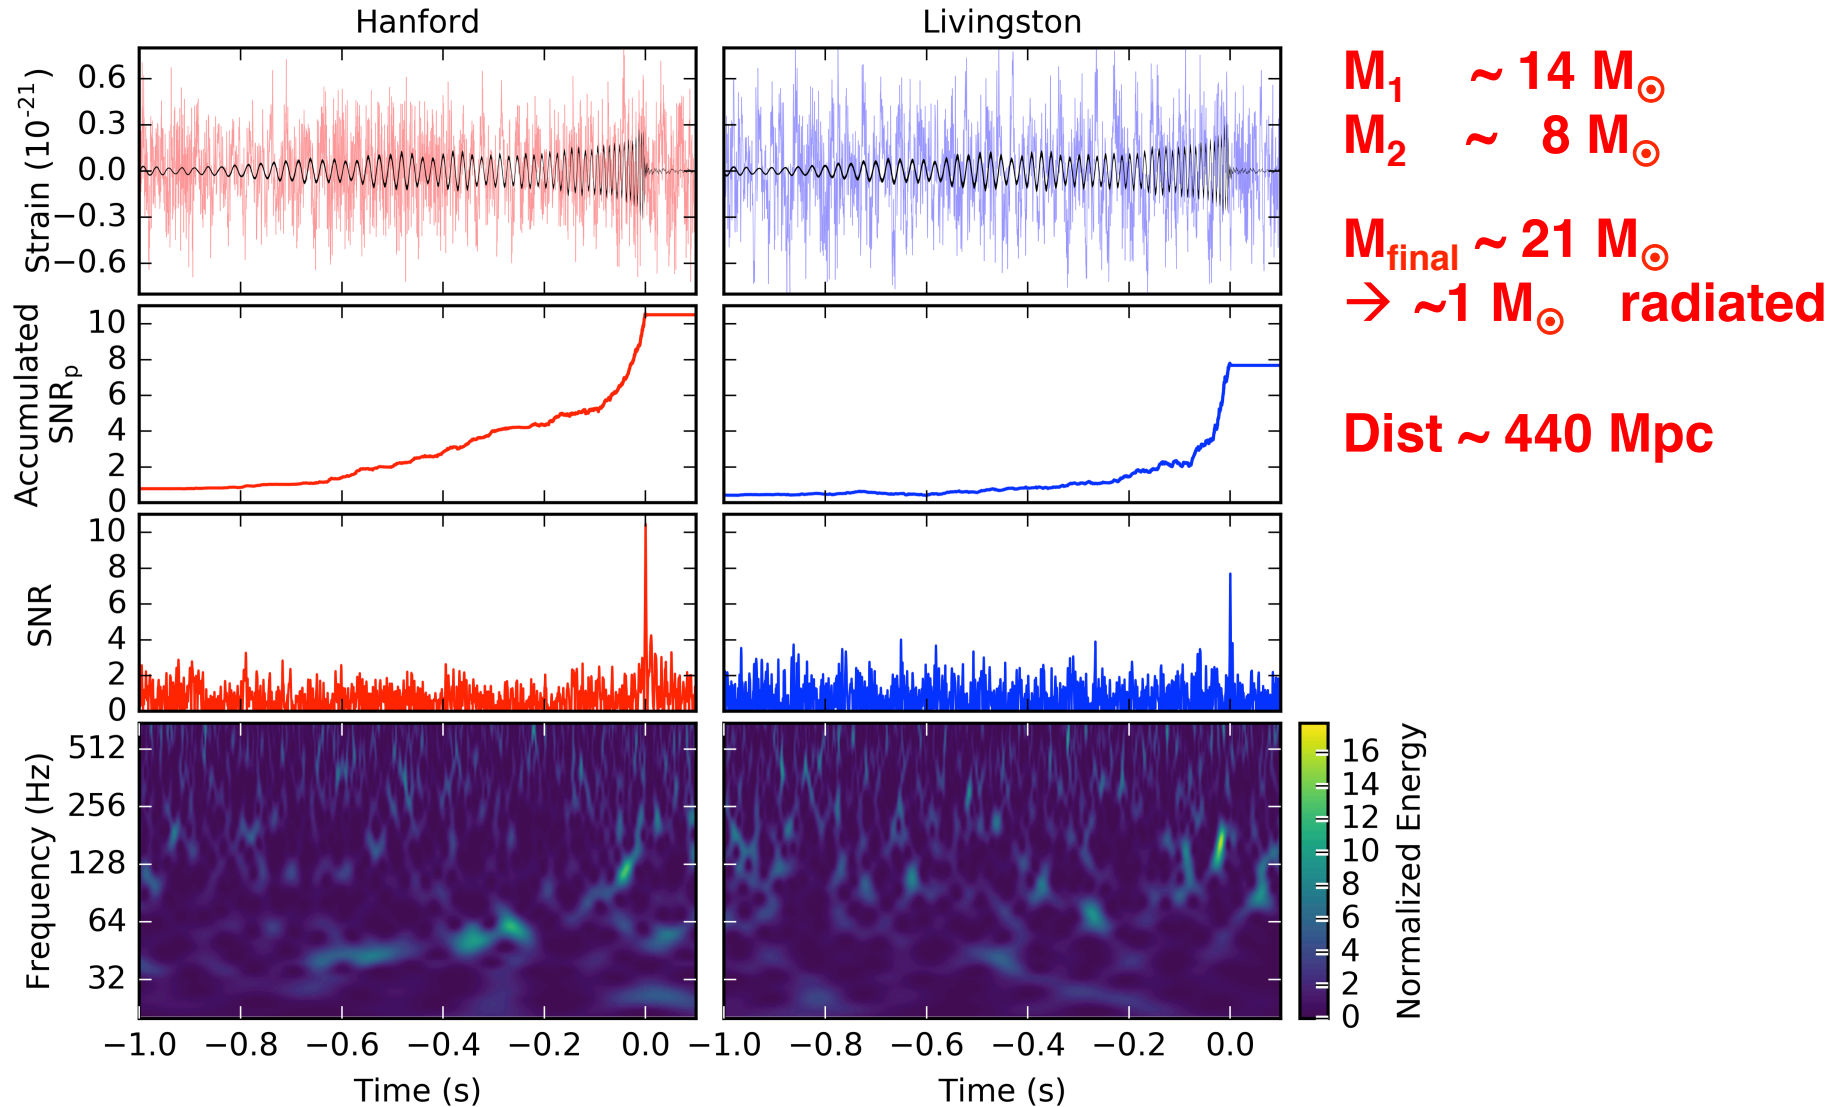 Hanford
Livingston
Strain (10⁻²¹)
0.6
0.3
0.0
−0.3
−0.6
Accumulated
SNRₚ
10
8
6
4
2
0
SNR
10
8
6
4
2
0
Frequency (Hz)
512
256
128
64
32
−1.0 −0.8 −0.6 −0.4 −0.2 0.0
−1.0 −0.8 −0.6 −0.4 −0.2 0.0
Time (s)
Time (s)
16
14
12
10
8
6
4
2
0
Normalized Energy
M₁ ~ 14 M☉
M₂ ~ 8 M☉
M_final ~ 21 M☉
→ ~1 M☉ radiated
Dist ~ 440 Mpc